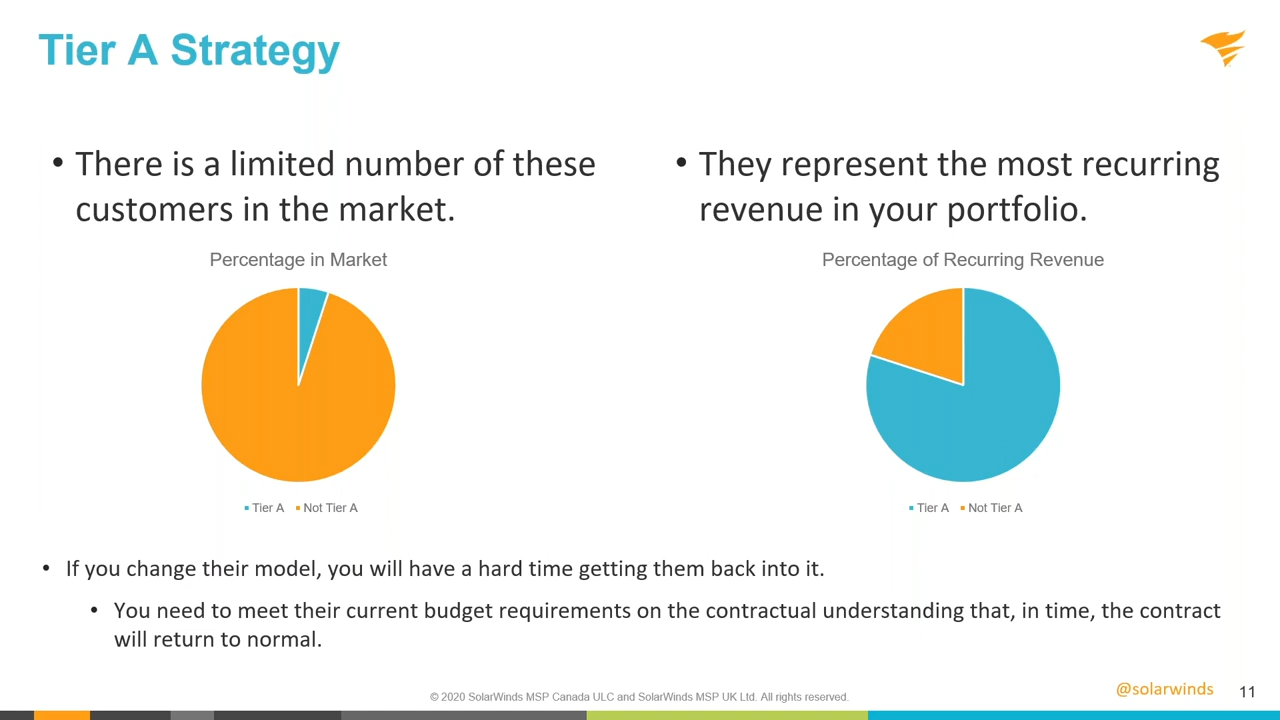 Tier A Strategy
• There is a limited number of these
customers in the market.
Percentage in Market
Tier A Not Tier A
• They represent the most recurring
revenue in your portfolio.
Percentage of Recurring Revenue
Tier A Not Tier A
• If you change their model, you will have a hard time getting them back into it.
• You need to meet their current budget requirements on the contractual understanding that, in time, the contract
will return to normal.
© 2020 SolarWinds MSP Canada ULC and SolarWinds MSP UK Ltd. All rights reserved.
@solarwinds
11